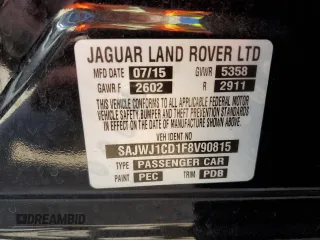 JAGUAR LAND ROVER LTD
MFD DATE 07/15 GVWR 5358
GAWR F 2602 R 2911
THIS VEHICLE CONFORMS TO ALL APPLICABLE FEDERAL MOTOR
VEHICLE SAFETY, BUMPER AND THEFT PREVENTION STANDARDS
IN EFFECT ON THE DATE OF MANUFACTURE SHOWN ABOVE
VEH IDENT NO
SAJWJ1CD1F8V90815
TYPE PASSENGER CAR
PAINT PEC TRIM PDB
DREAMBID